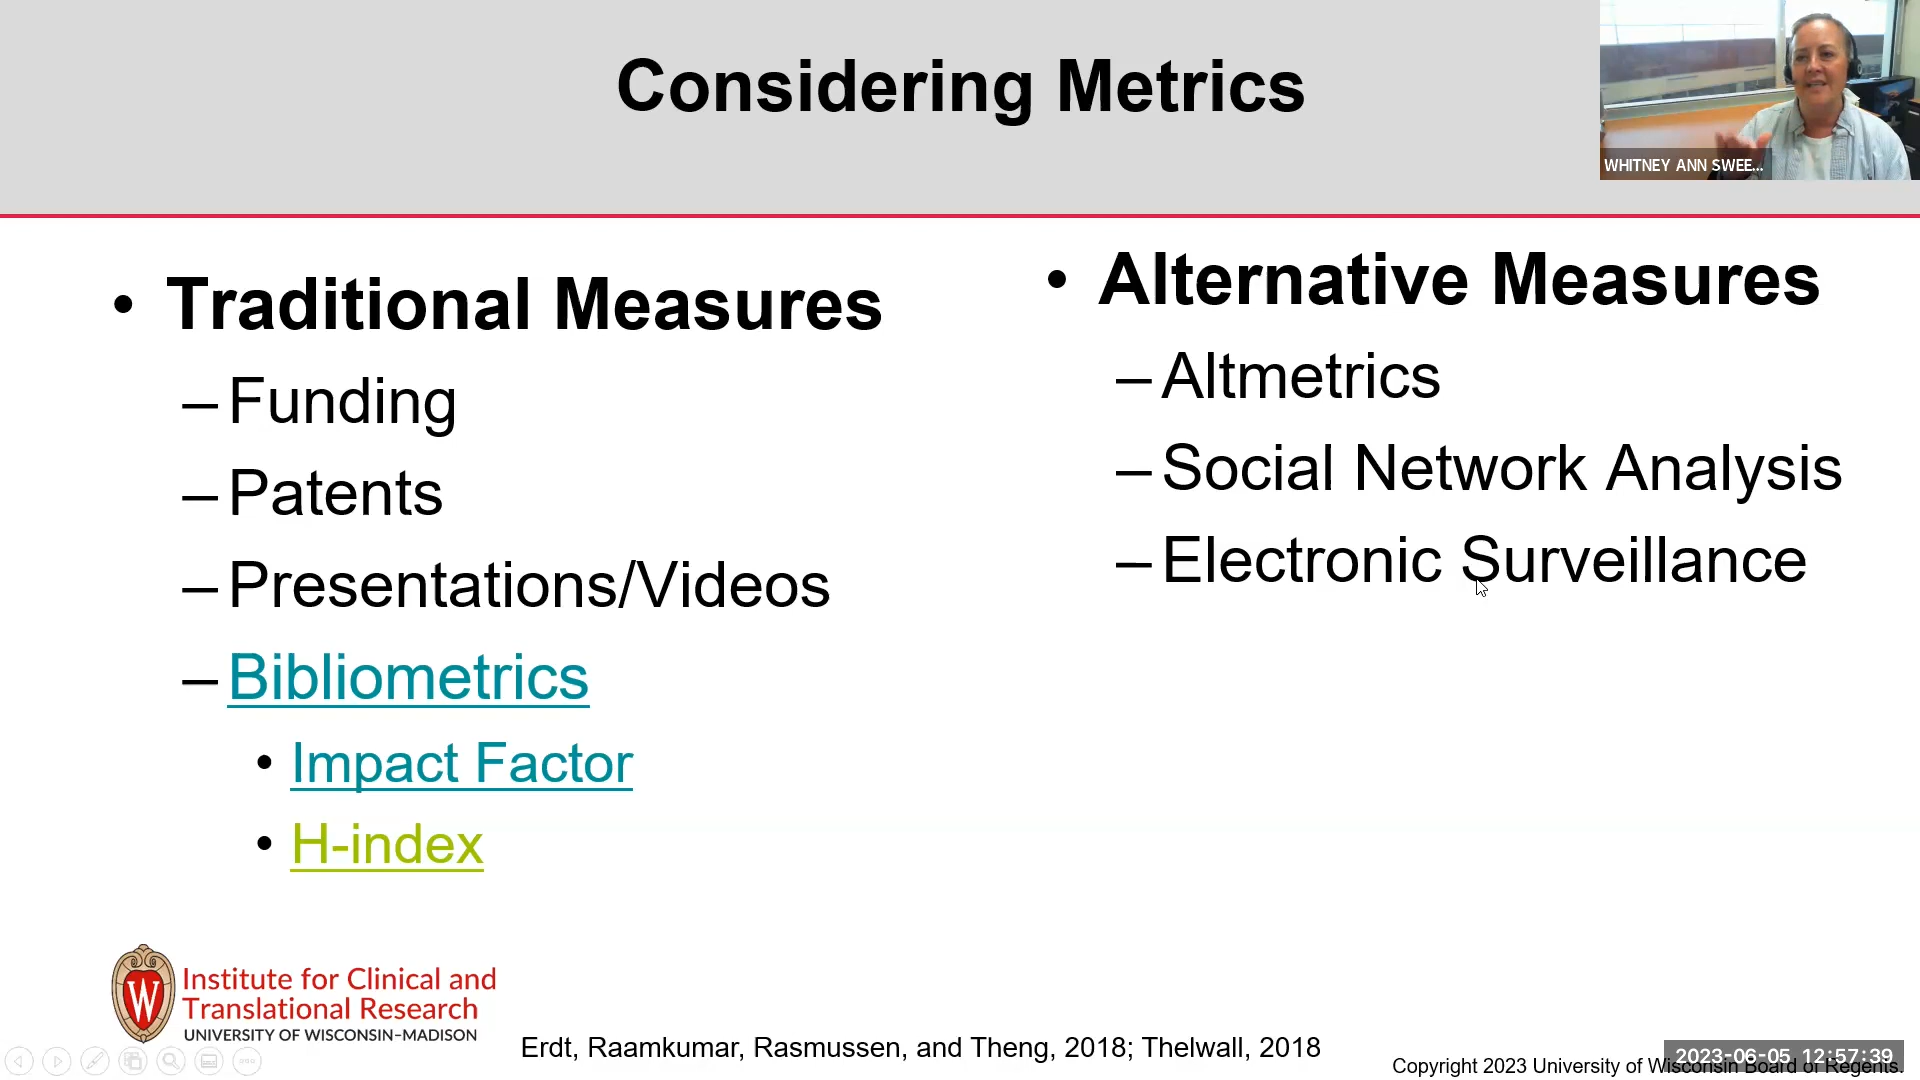 Considering Metrics
WHITNEY ANN SWEE...
• Traditional Measures
– Funding
– Patents
– Presentations/Videos
– Bibliometrics
• Impact Factor
• H-index
• Alternative Measures
– Altmetrics
– Social Network Analysis
– Electronic Surveillance
W
Institute for Clinical and
Translational Research
UNIVERSITY OF WISCONSIN–MADISON
Erdt, Raamkumar, Rasmussen, and Theng, 2018; Thelwall, 2018
Copyright 2023 University of Wisconsin Board of Regents.
2023-06-05 12:57:39